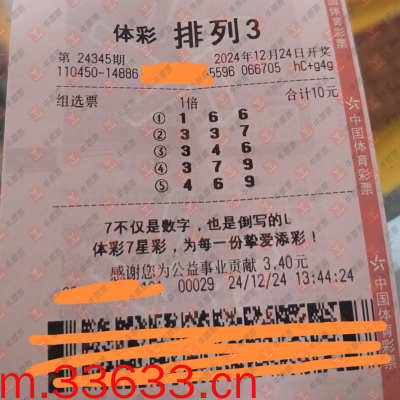 体彩 排列3
第 24345期 2024年12月24日开奖
110450-14886 5596 066705 hC+g4g
组选票 1倍 合计10元
① 1 6 6
② 3 3 7
③ 3 4 6
④ 3 7 9
⑤ 4 6 9
7不仅是数字，也是倒写的L
体彩7星彩，为每一份挚爱添彩！
感谢您为公益事业贡献 3.40元
00029 24/12/24 13:44:24
中国体育彩票
中国体育彩票
m.33633.cn